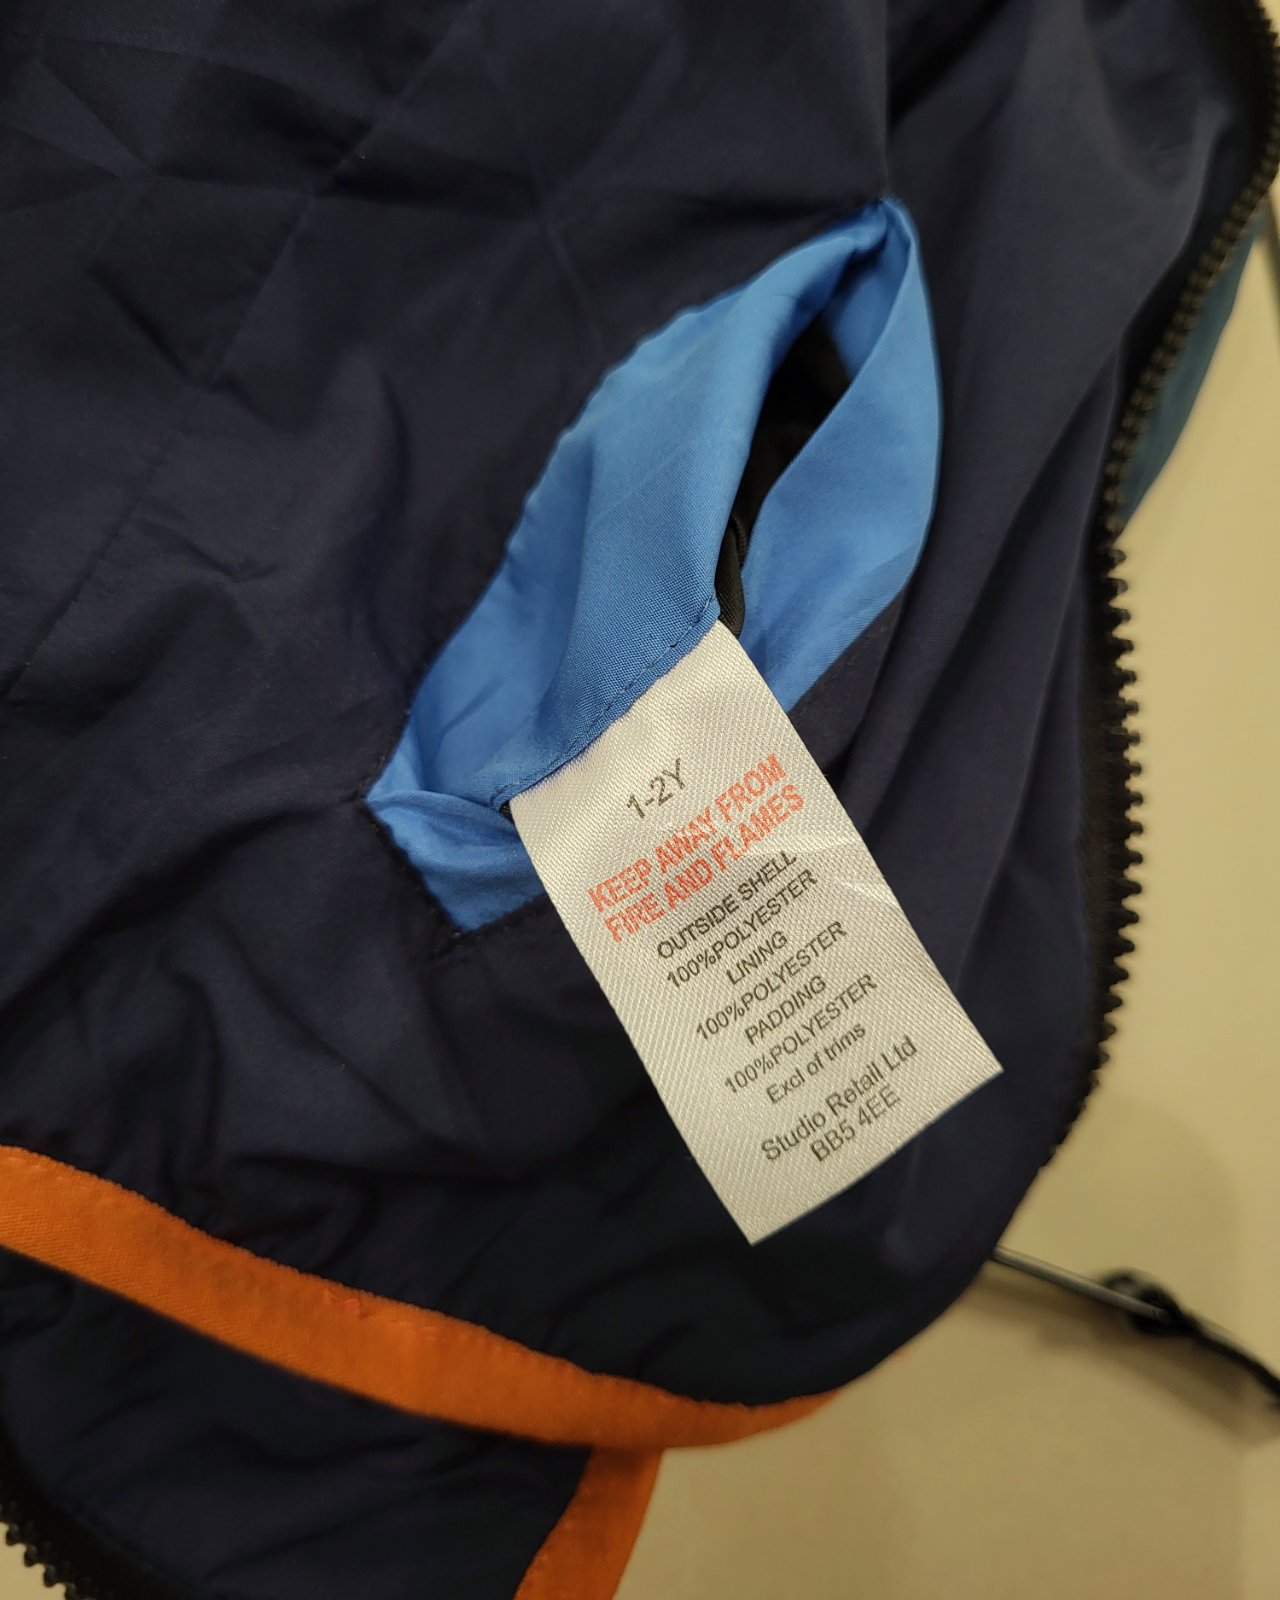 1-2Y
KEEP AWAY FROM
FIRE AND FLAMES
OUTSIDE SHELL
100%POLYESTER
LINING
100%POLYESTER
PADDING
100%POLYESTER
Excl of trims
Studio Retail Ltd
BB5 4EE